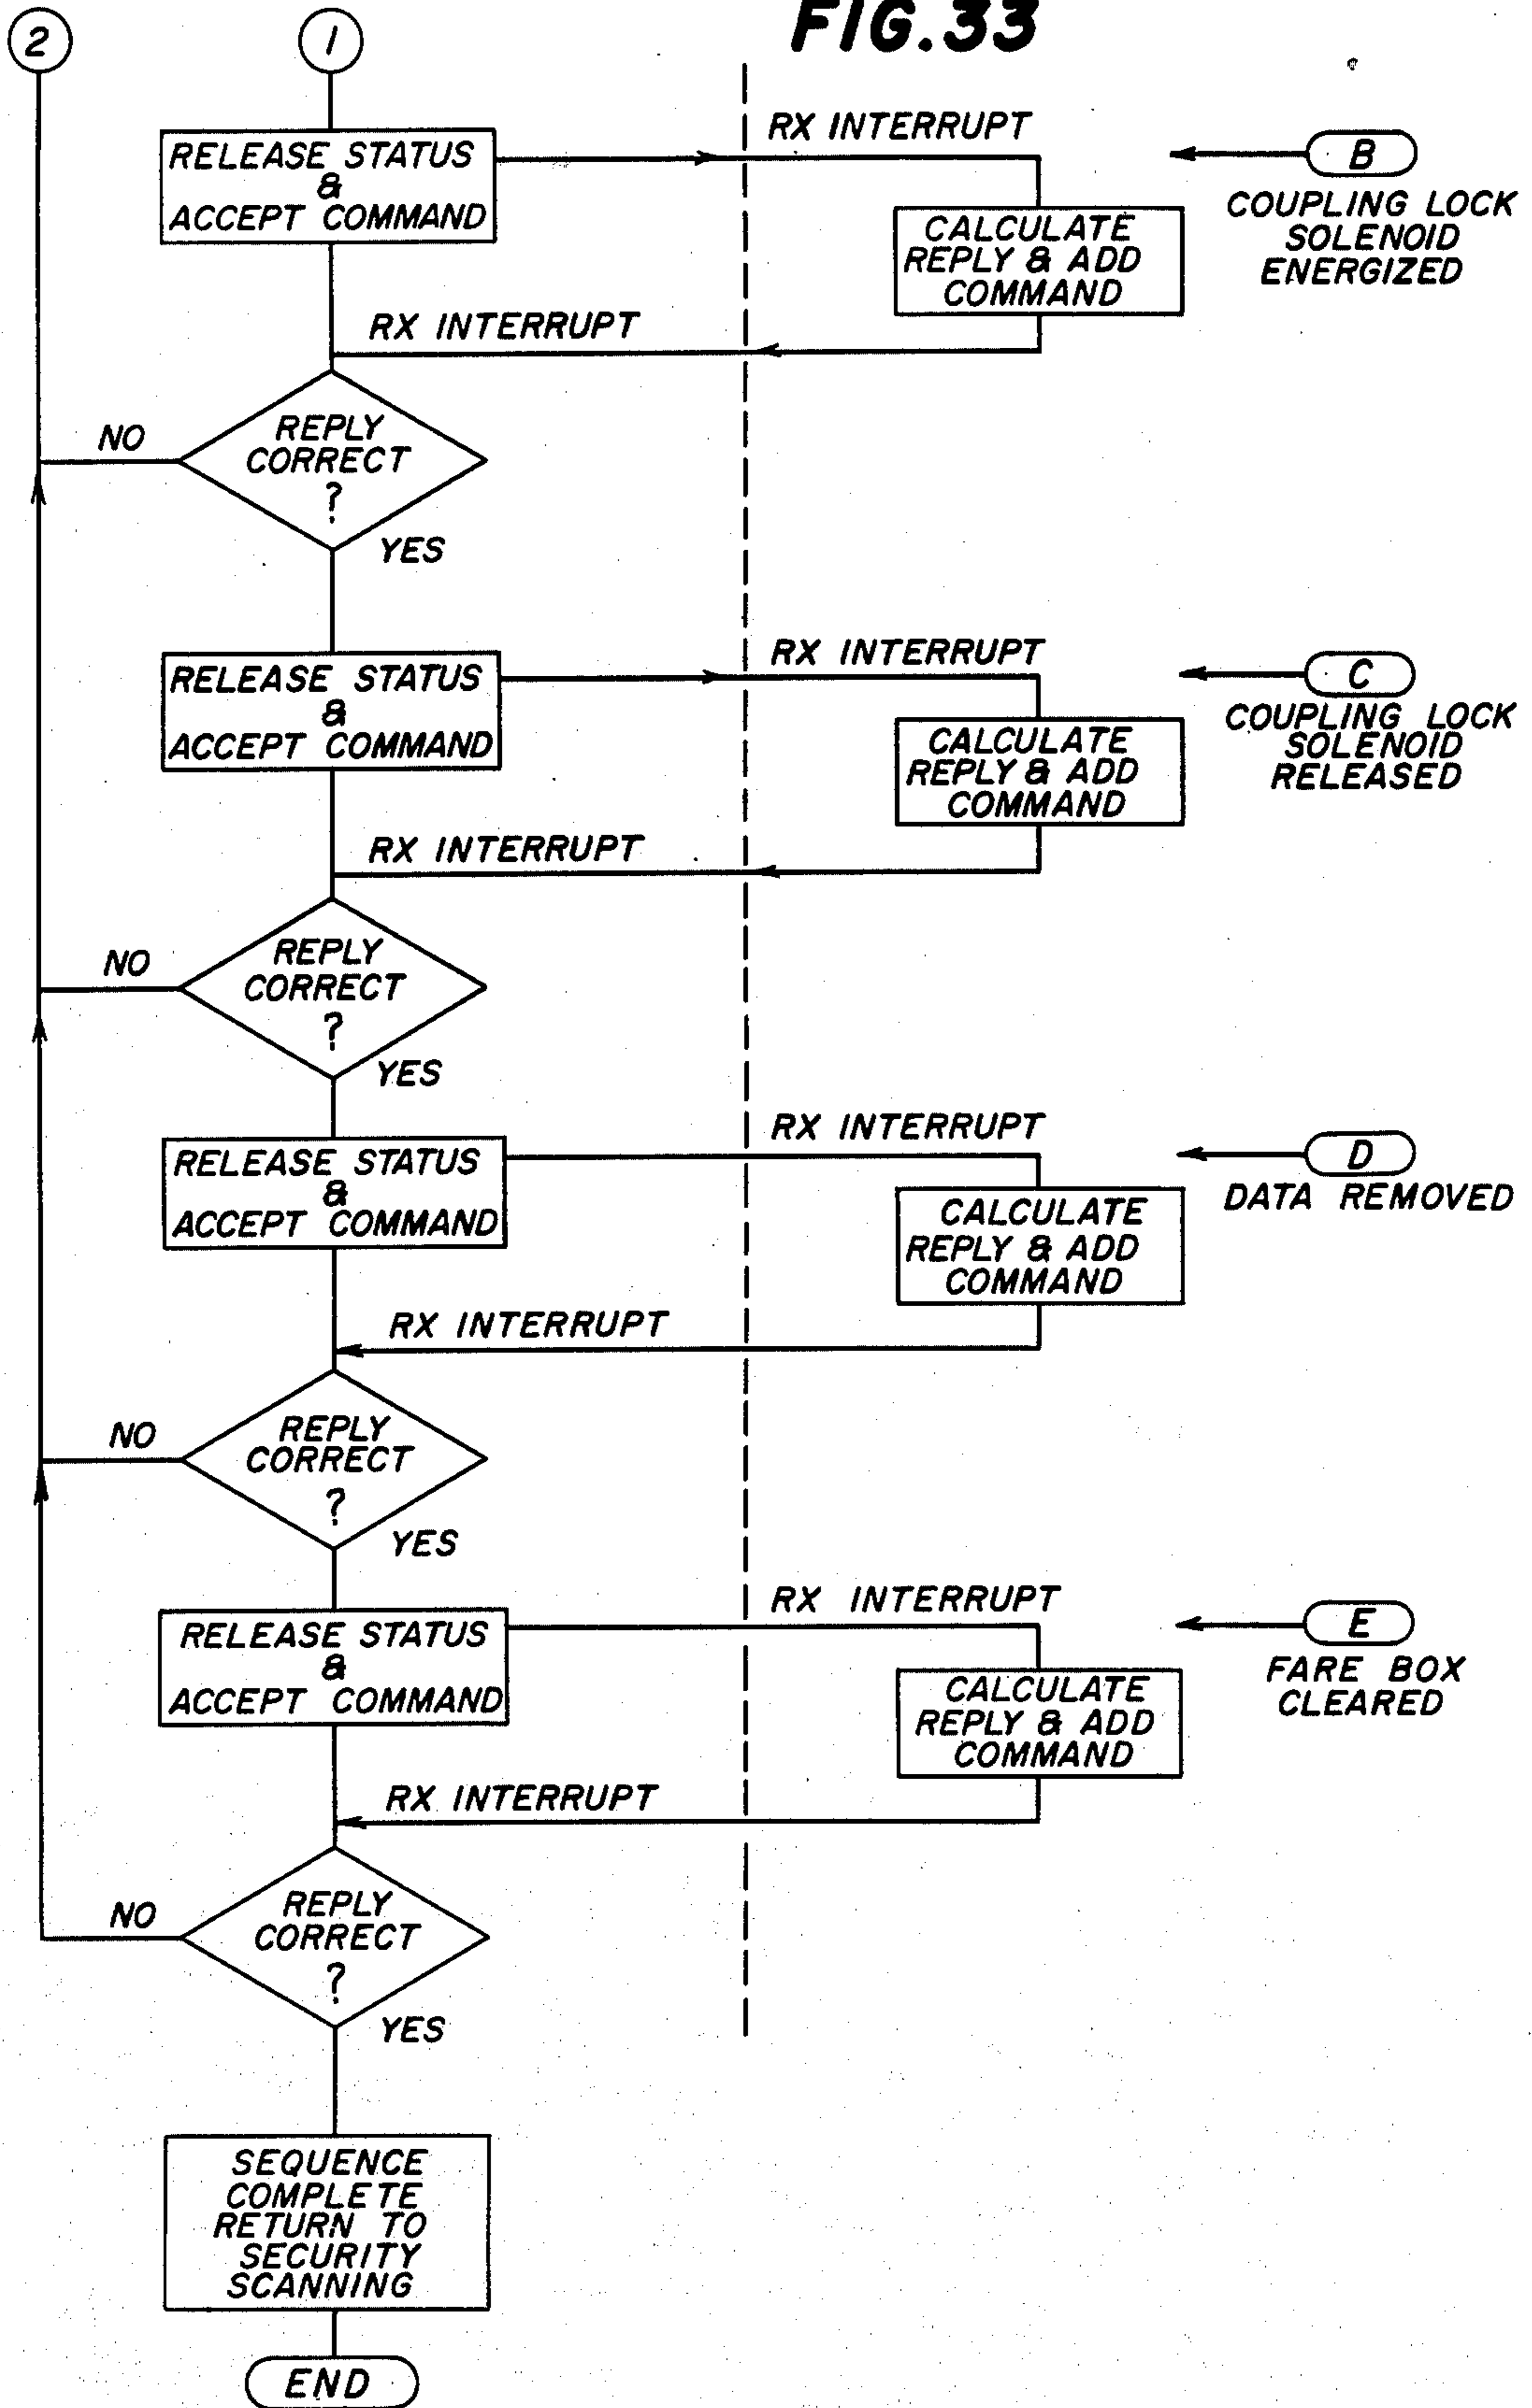 FIG.33
2
1
RELEASE STATUS
&
ACCEPT COMMAND
RX INTERRUPT
CALCULATE
REPLY & ADD
COMMAND
B
COUPLING LOCK
SOLENOID
ENERGIZED
RX INTERRUPT
REPLY
CORRECT
?
NO
YES
RELEASE STATUS
&
ACCEPT COMMAND
RX INTERRUPT
CALCULATE
REPLY & ADD
COMMAND
C
COUPLING LOCK
SOLENOID
RELEASED
RX INTERRUPT
REPLY
CORRECT
?
NO
YES
RELEASE STATUS
&
ACCEPT COMMAND
RX INTERRUPT
CALCULATE
REPLY & ADD
COMMAND
D
DATA REMOVED
RX INTERRUPT
REPLY
CORRECT
?
NO
YES
RELEASE STATUS
&
ACCEPT COMMAND
RX INTERRUPT
CALCULATE
REPLY & ADD
COMMAND
E
FARE BOX
CLEARED
RX INTERRUPT
REPLY
CORRECT
?
NO
YES
SEQUENCE
COMPLETE
RETURN TO
SECURITY
SCANNING
END